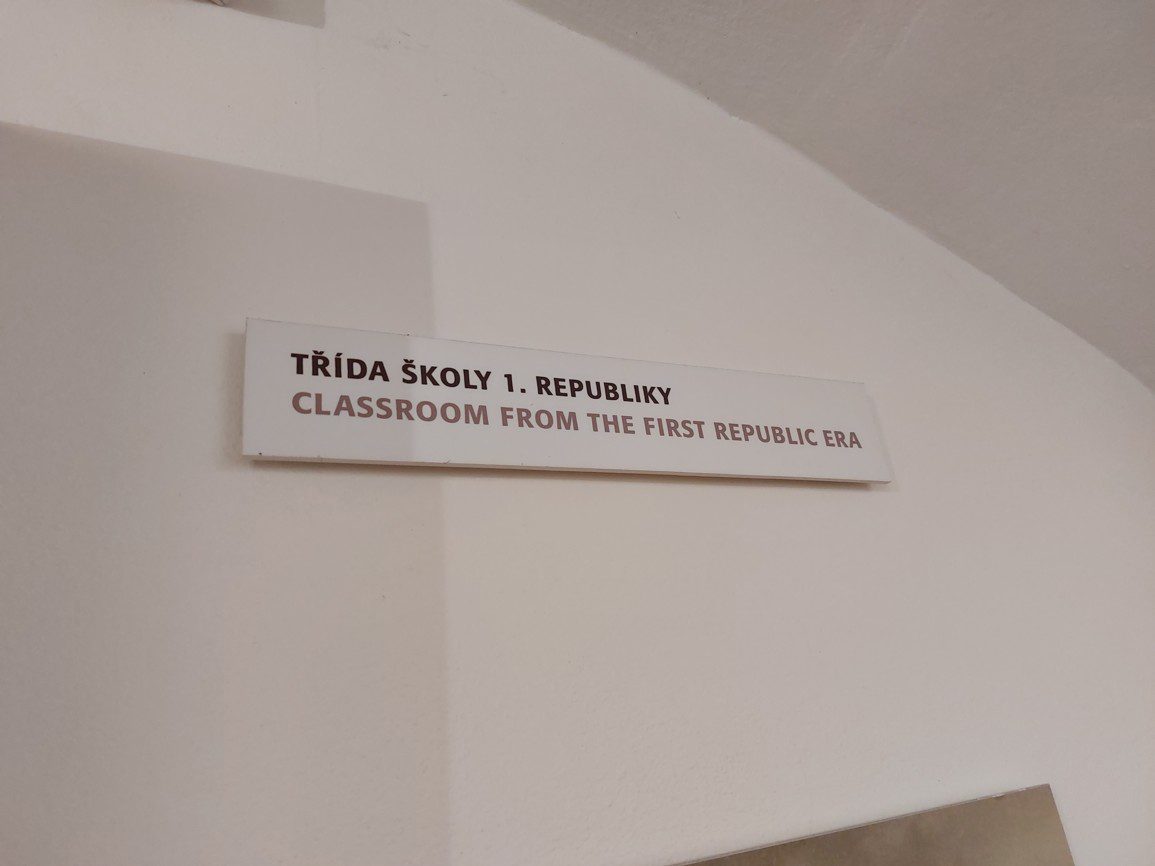 TŘÍDA ŠKOLY 1. REPUBLIKY
CLASSROOM FROM THE FIRST REPUBLIC ERA